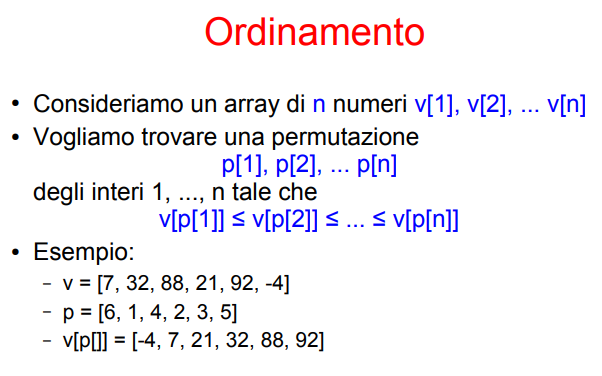 Ordinamento
• Consideriamo un array di n numeri v[1], v[2], ... v[n]
• Vogliamo trovare una permutazione
p[1], p[2], ... p[n]
degli interi 1, ..., n tale che
v[p[1]] ≤ v[p[2]] ≤ ... ≤ v[p[n]]
• Esempio:
– v = [7, 32, 88, 21, 92, -4]
– p = [6, 1, 4, 2, 3, 5]
– v[p[]] = [-4, 7, 21, 32, 88, 92]